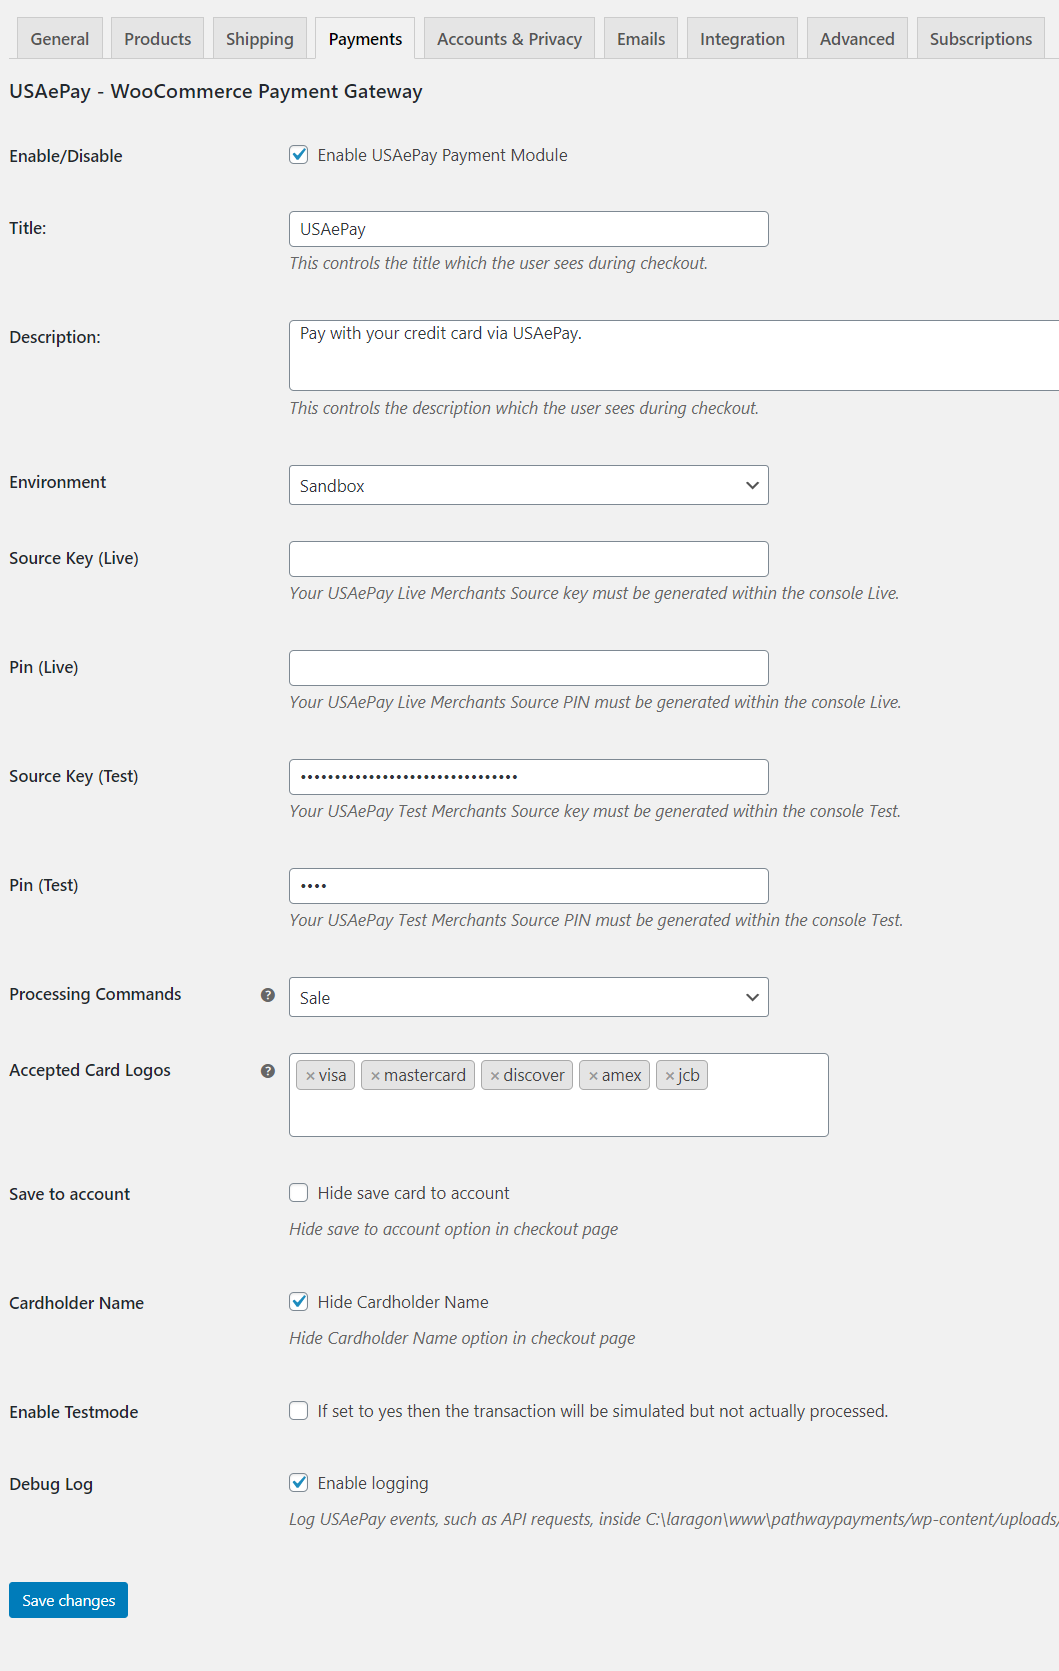 General Products Shipping Payments Accounts & Privacy Emails Integration Advanced Subscriptions
USAePay - WooCommerce Payment Gateway
Enable/Disable Enable USAePay Payment Module
Title: USAePay
This controls the title which the user sees during checkout.
Description: Pay with your credit card via USAePay.
This controls the description which the user sees during checkout.
Environment Sandbox
Source Key (Live)
Your USAePay Live Merchants Source key must be generated within the console Live.
Pin (Live)
Your USAePay Live Merchants Source PIN must be generated within the console Live.
Source Key (Test) ••••••••••••••••••••••••••••••••
Your USAePay Test Merchants Source key must be generated within the console Test.
Pin (Test) ••••
Your USAePay Test Merchants Source PIN must be generated within the console Test.
Processing Commands ? Sale
Accepted Card Logos ? ×visa ×mastercard ×discover ×amex ×jcb
Save to account Hide save card to account
Hide save to account option in checkout page
Cardholder Name Hide Cardholder Name
Hide Cardholder Name option in checkout page
Enable Testmode If set to yes then the transaction will be simulated but not actually processed.
Debug Log Enable logging
Log USAePay events, such as API requests, inside C:\laragon\www\pathwaypayments/wp-content/uploads/
Save changes